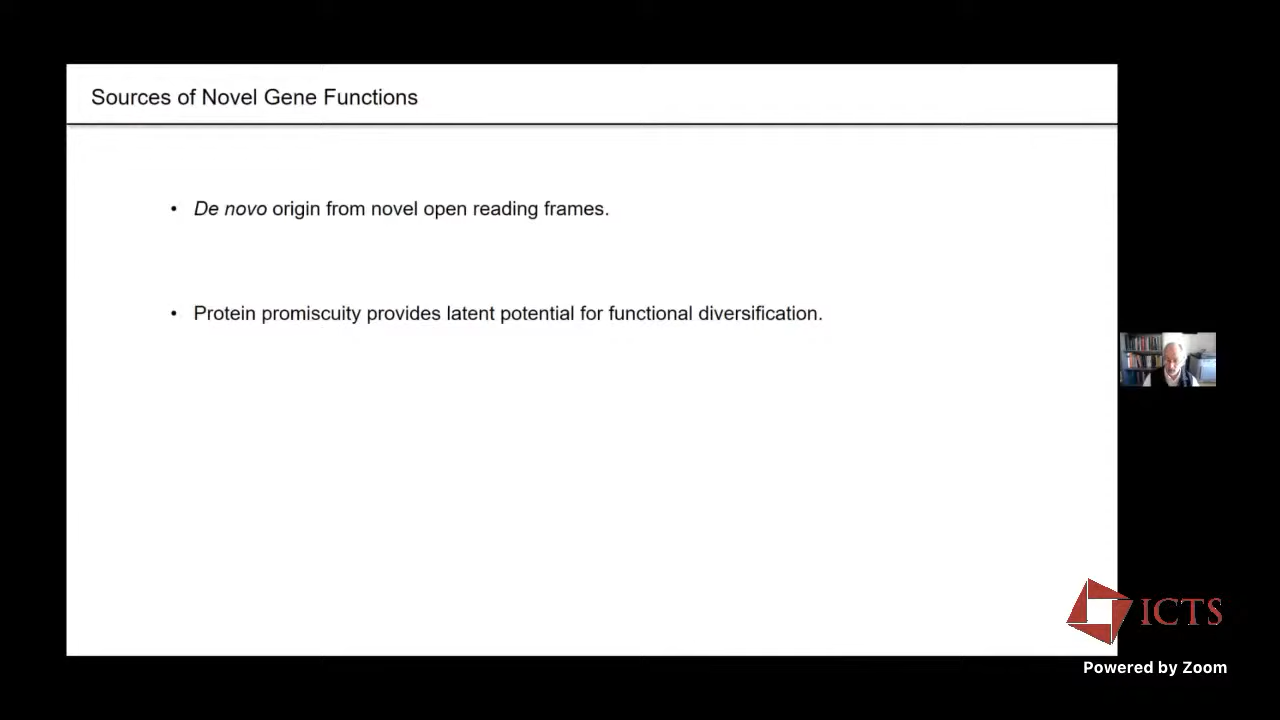 Sources of Novel Gene Functions
• De novo origin from novel open reading frames.
• Protein promiscuity provides latent potential for functional diversification.
ICTS
Powered by Zoom